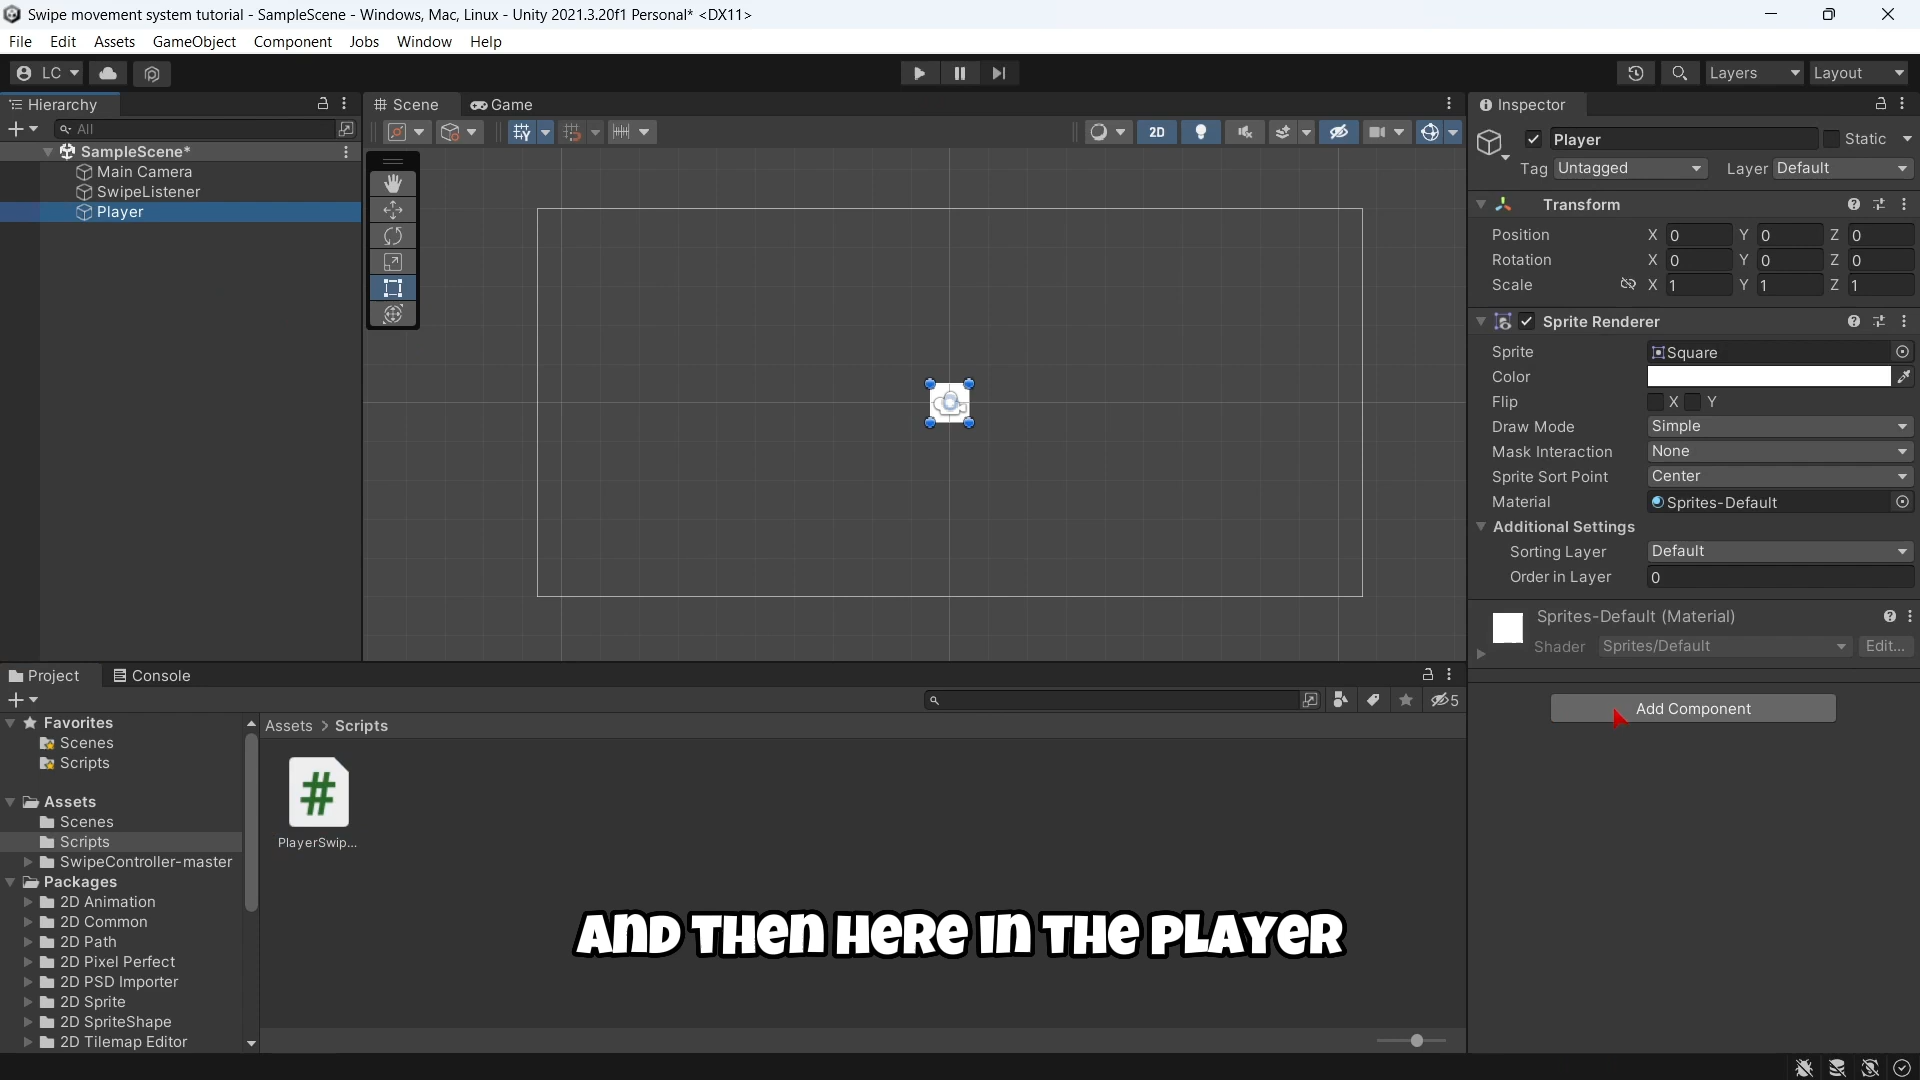 Swipe movement system tutorial - SampleScene - Windows, Mac, Linux - Unity 2021.3.20f1 Personal* <DX11>
File Edit Assets GameObject Component Jobs Window Help
LC Layers Layout
Hierarchy
All
SampleScene*
Main Camera
SwipeListener
Player
Scene Game
2D
Inspector
Player Static
Tag Untagged Layer Default
Transform
Position X 0 Y 0 Z 0
Rotation X 0 Y 0 Z 0
Scale X 1 Y 1 Z 1
Sprite Renderer
Sprite Square
Color
Flip X Y
Draw Mode Simple
Mask Interaction None
Sprite Sort Point Center
Material Sprites-Default
Additional Settings
Sorting Layer Default
Order in Layer 0
Sprites-Default (Material)
Shader Sprites/Default Edit...
Add Component
Project Console
5
Favorites
Scenes
Scripts
Assets
Scenes
Scripts
SwipeController-master
Packages
2D Animation
2D Common
2D Path
2D Pixel Perfect
2D PSD Importer
2D Sprite
2D SpriteShape
2D Tilemap Editor
Assets > Scripts
#
PlayerSwip...
AND THEN HERE IN THE PLAYER